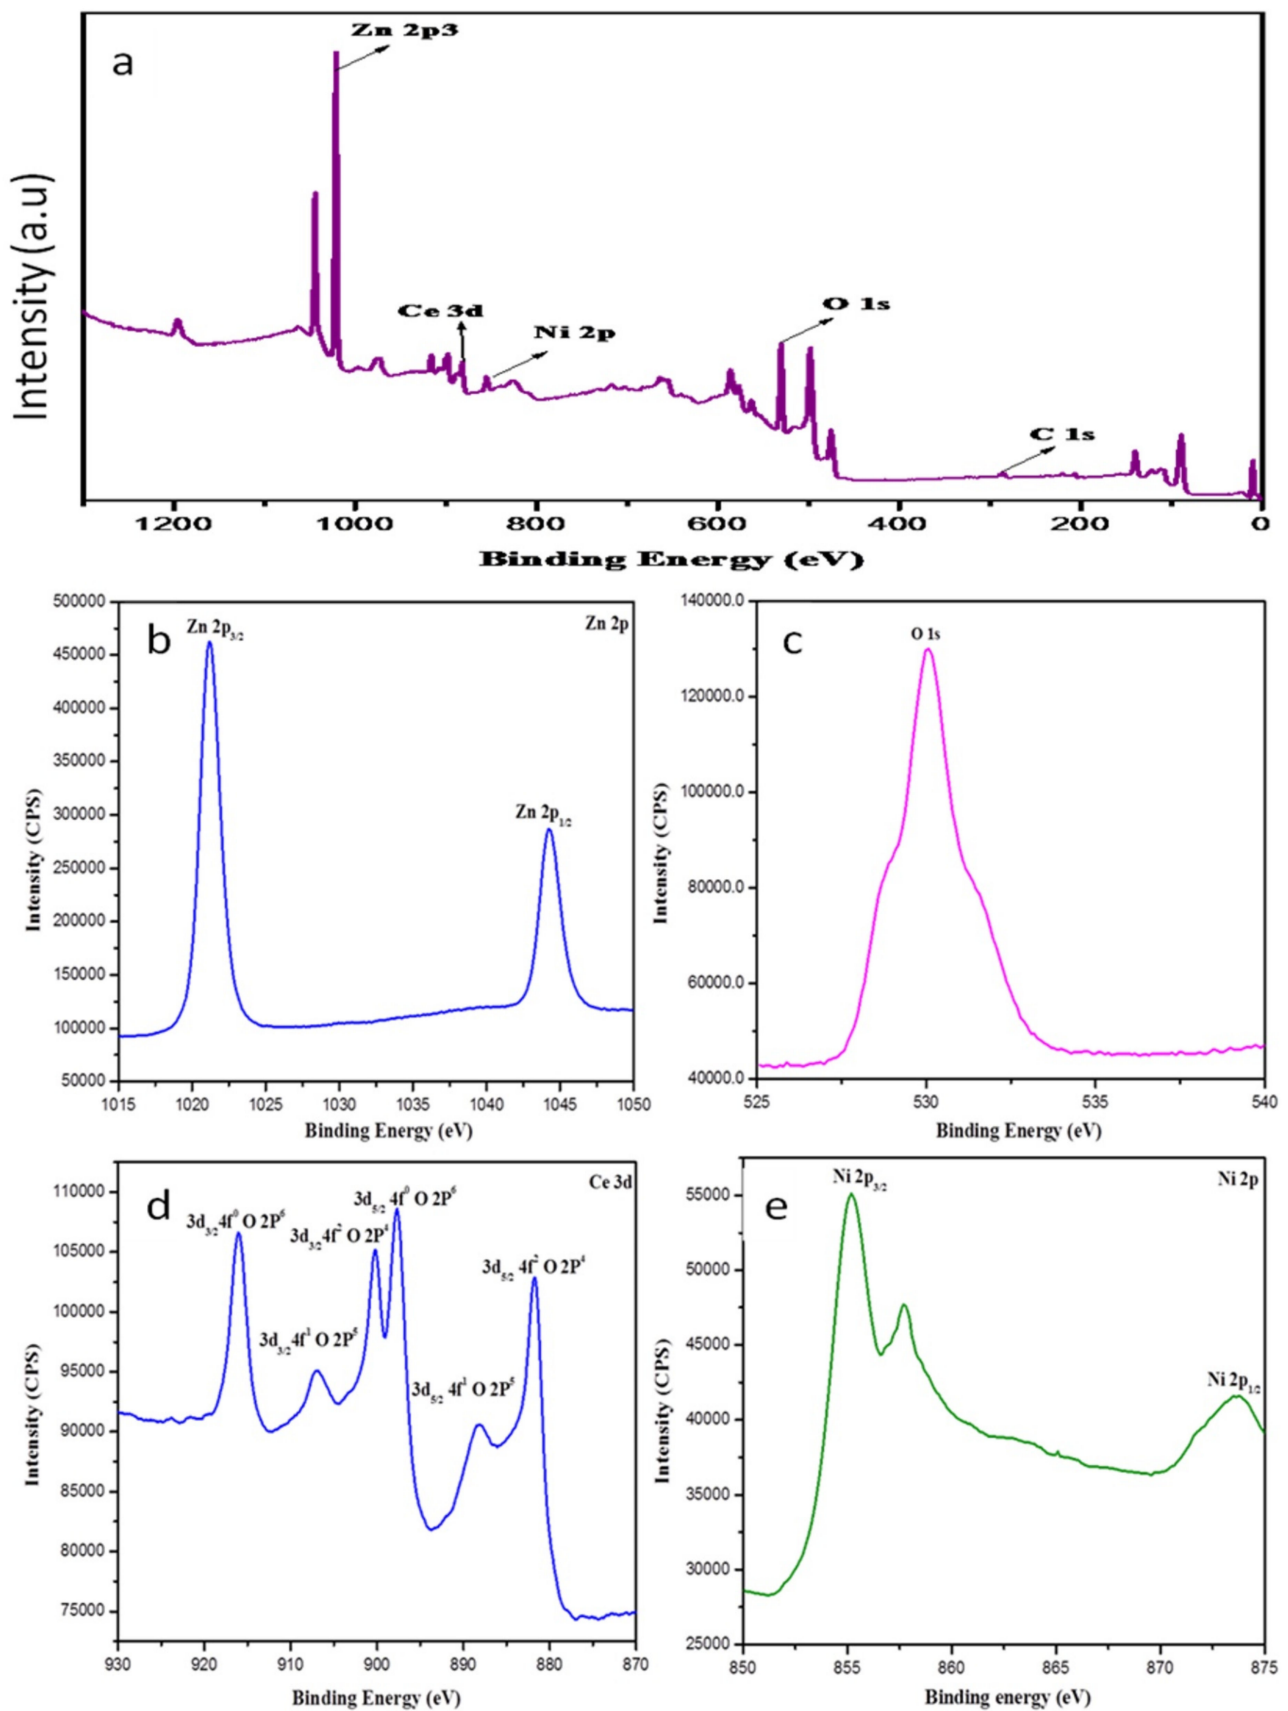 a
Zn 2p3
Ce 3d
Ni 2p
O 1s
C 1s
Intensity (a.u)
1200 1000 800 600 400 200 0
Binding Energy (eV)
b
Zn 2p3/2
Zn 2p
Zn 2p1/2
500000
450000
400000
350000
300000
250000
200000
150000
100000
50000
Intensity (CPS)
1015 1020 1025 1030 1035 1040 1045 1050
Binding Energy (eV)
c
O 1s
140000.0
120000.0
100000.0
80000.0
60000.0
40000.0
Intensity (CPS)
525 530 535 540
Binding Energy (eV)
d
Ce 3d
3d3/2 4f0 O 2P6
3d3/2 4f2 O 2P4
3d5/2 4f0 O 2P6
3d5/2 4f2 O 2P4
3d3/2 4f1 O 2P5
3d5/2 4f1 O 2P5
110000
105000
100000
95000
90000
85000
80000
75000
Intensity (CPS)
930 920 910 900 890 880 870
Binding Energy (eV)
e
Ni 2p3/2
Ni 2p
Ni 2p1/2
55000
50000
45000
40000
35000
30000
25000
Intensity (CPS)
850 855 860 865 870 875
Binding energy (eV)